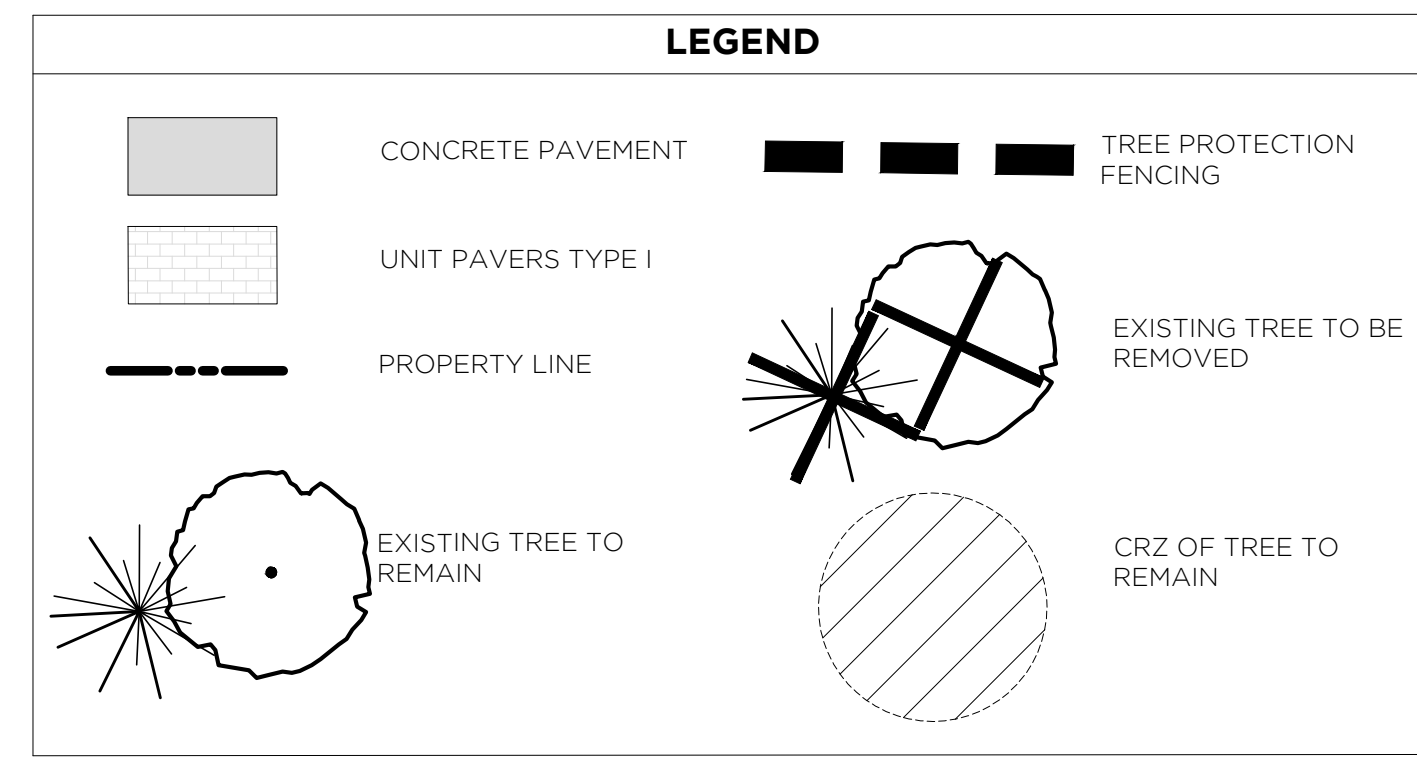 LEGEND
CONCRETE PAVEMENT
UNIT PAVERS TYPE I
PROPERTY LINE
EXISTING TREE TO
REMAIN
TREE PROTECTION
FENCING
EXISTING TREE TO BE
REMOVED
CRZ OF TREE TO
REMAIN